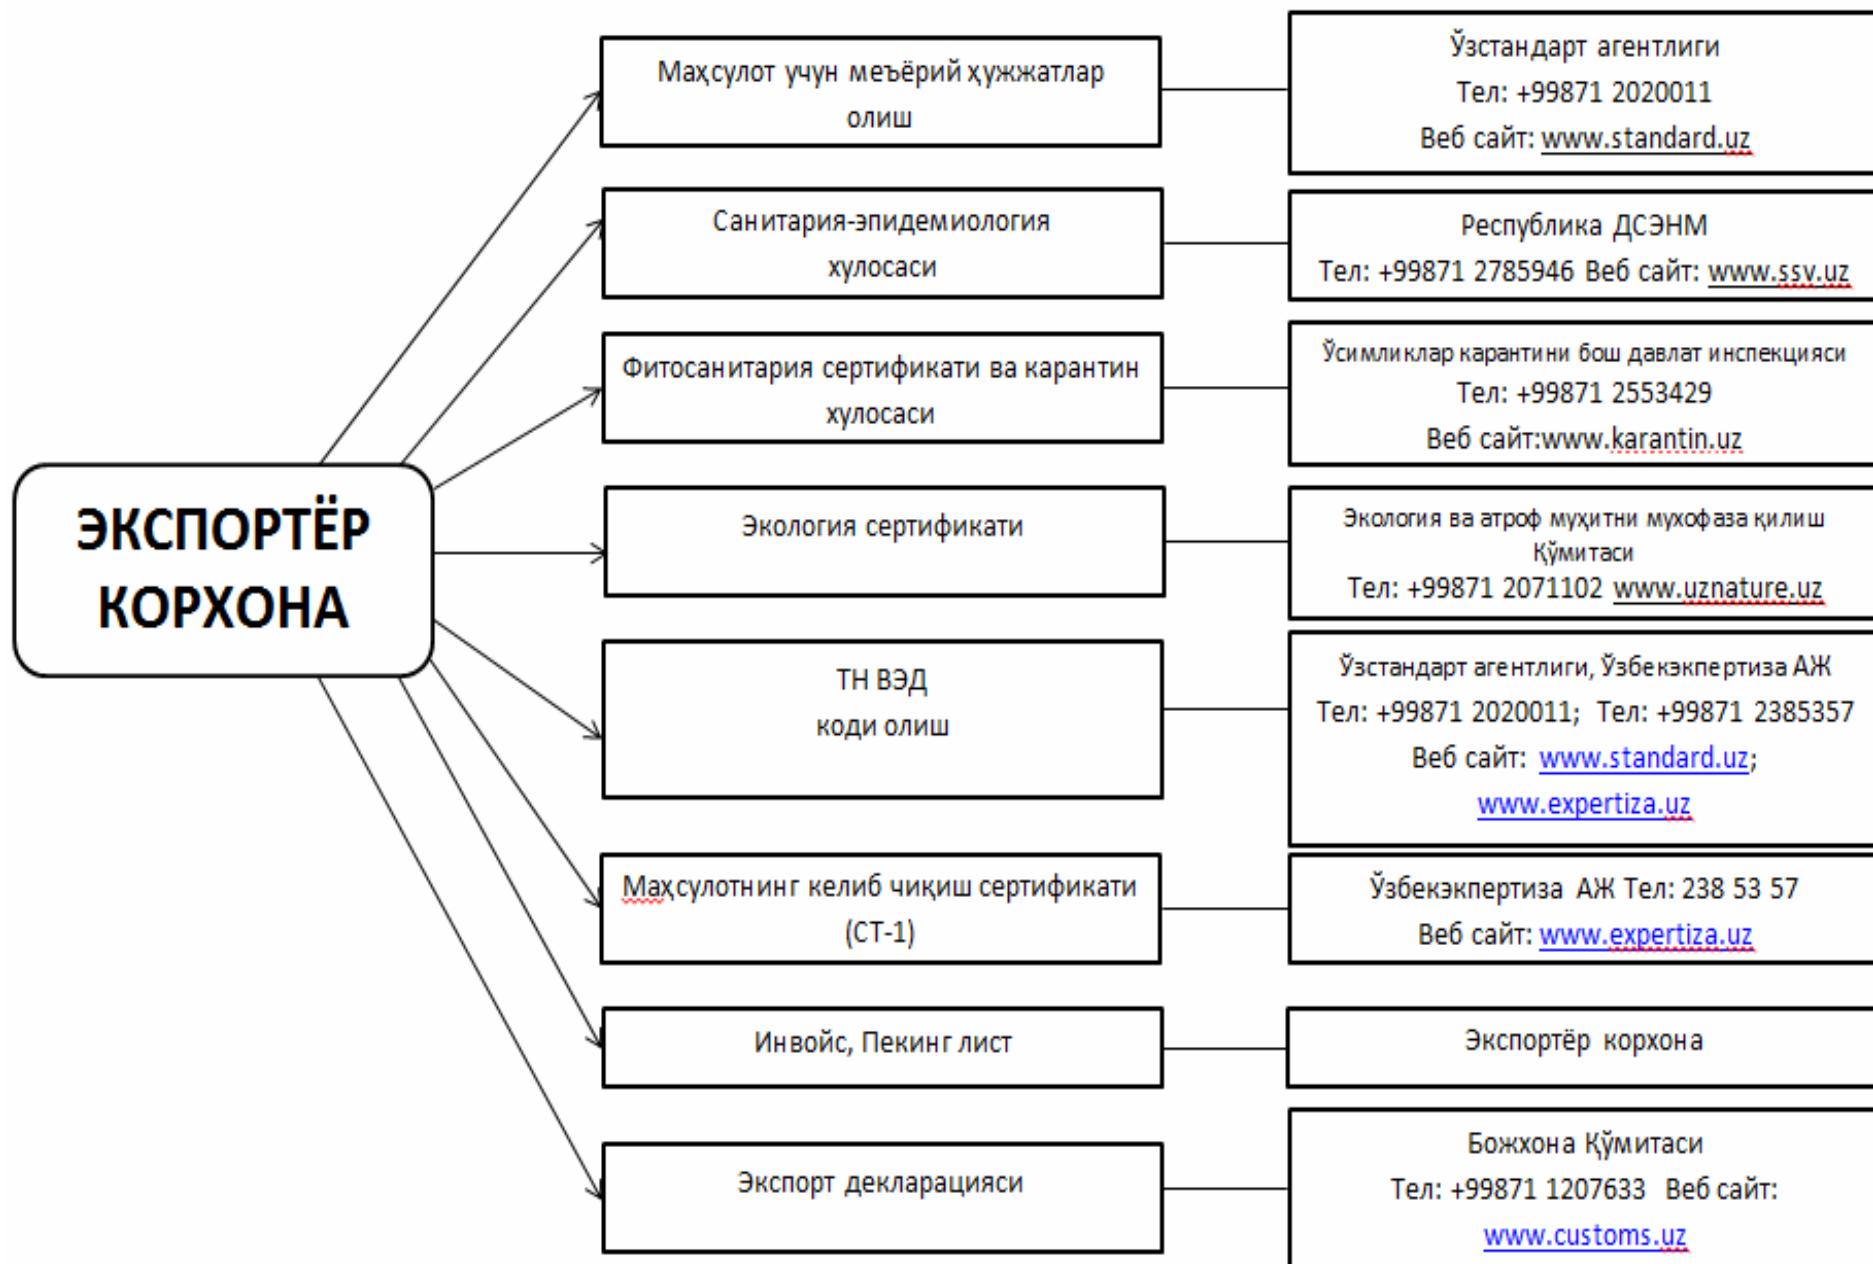 ЭКСПОРТЁР
КОРХОНА
Маҳсулот учун меъёрий ҳужжатлар
олиш
Ўзстандарт агентлиги
Тел: +99871 2020011
Веб сайт: www.standard.uz
Санитария-эпидемиология
хулосаси
Республика ДСЭНМ
Тел: +99871 2785946 Веб сайт: www.ssv.uz
Фитосанитария сертификати ва карантин
хулосаси
Ўсимликлар карантини бош давлат инспекцияси
Тел: +99871 2553429
Веб сайт:www.karantin.uz
Экология сертификати
Экология ва атроф муҳитни мухофаза қилиш
Қўмитаси
Тел: +99871 2071102 www.uznature.uz
ТН ВЭД
коди олиш
Ўзстандарт агентлиги, Ўзбекэкпертиза АЖ
Тел: +99871 2020011; Тел: +99871 2385357
Веб сайт: www.standard.uz;
www.expertiza.uz
Маҳсулотнинг келиб чиқиш сертификати
(СТ-1)
Ўзбекэкпертиза АЖ Тел: 238 53 57
Веб сайт: www.expertiza.uz
Инвойс, Пекинг лист
Экспортёр корхона
Экспорт декларацияси
Божхона Қўмитаси
Тел: +99871 1207633 Веб сайт:
www.customs.uz